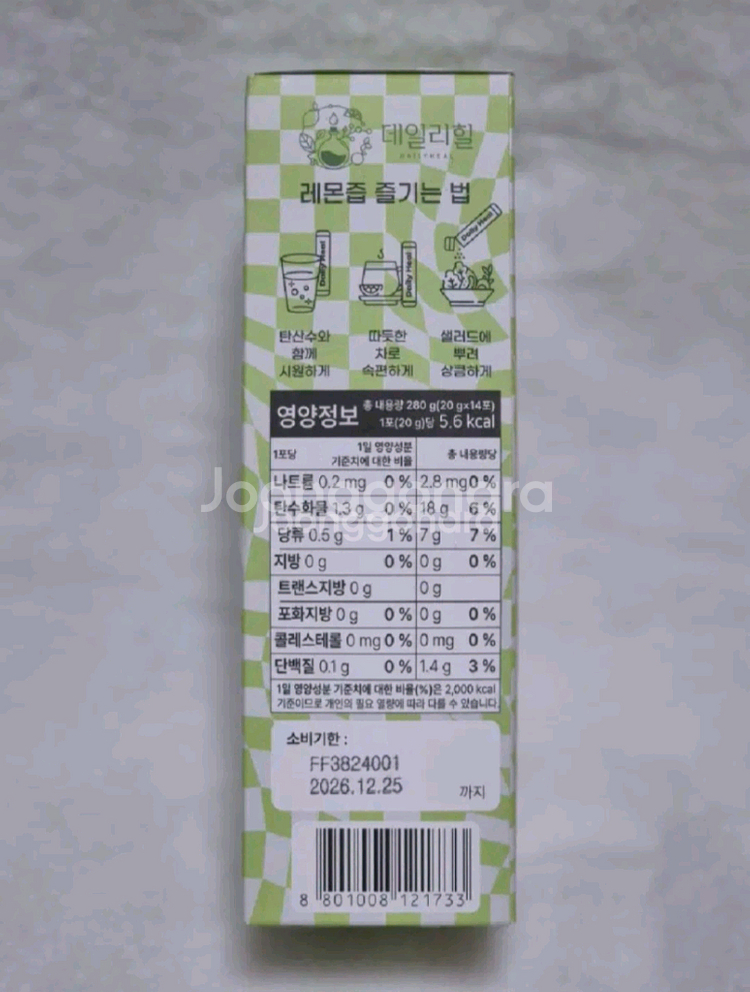 데일리힐
DAILYHEAL
레몬즙 즐기는 법
Daily Heal
Daily Heal
Daily Heal
탄산수와 함께 시원하게
따듯한 차로 속편하게
샐러드에 뿌려 상큼하게
영양정보 총 내용량 280 g(20 gx14포)
1포(20 g)당 5.6 kcal
1포당 1일 영양성분 기준치에 대한 비율 총 내용량당
나트륨 0.2 mg 0 % 2.8 mg 0 %
탄수화물 1.3 g 0 % 18 g 6 %
당류 0.5 g 1 % 7 g 7 %
지방 0 g 0 % 0 g 0 %
트랜스지방 0 g 0 g
포화지방 0 g 0 % 0 g 0 %
콜레스테롤 0 mg 0 % 0 mg 0 %
단백질 0.1 g 0 % 1.4 g 3 %
1일 영양성분 기준치에 대한 비율(%)은 2,000 kcal
기준이므로 개인의 필요 열량에 따라 다를 수 있습니다.
소비기한 :
FF3824001
2026.12.25 까지
8 801008 121733
Joonggonara
Joonggonara